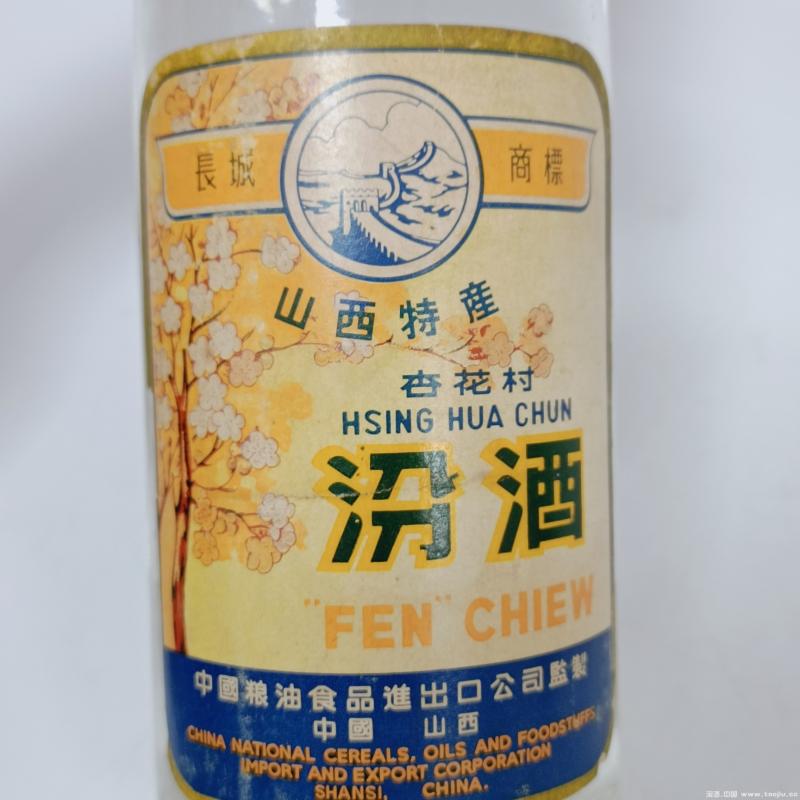 長城 商標
山西特産
杏花村
HSING HUA CHUN
汾酒
"FEN" CHIEW
中國粮油食品進出口公司監製
中國 山西
CHINA NATIONAL CEREALS, OILS AND FOODSTUFFS
IMPORT AND EXPORT CORPORATION
SHANSI, CHINA.